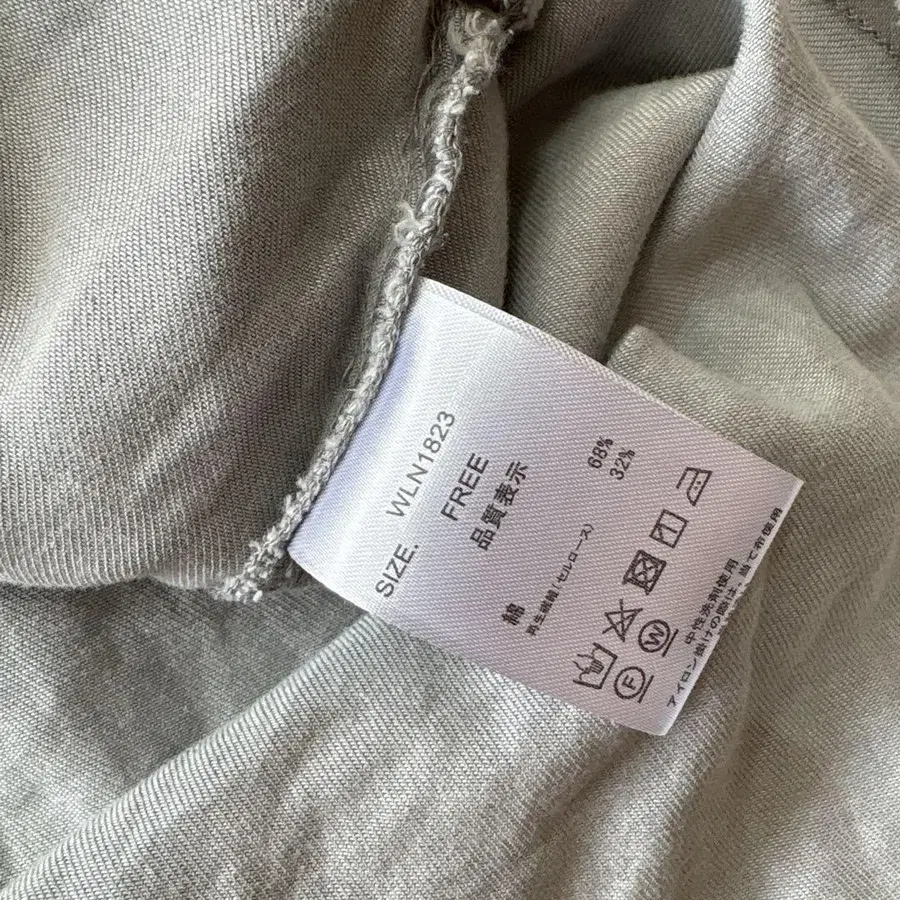 WLN1823
SIZE. FREE
品質表示
綿 68%
再生繊維(セルロース) 32%
F W
中性洗剤使用
アイロン掛けの際は、当て布使用